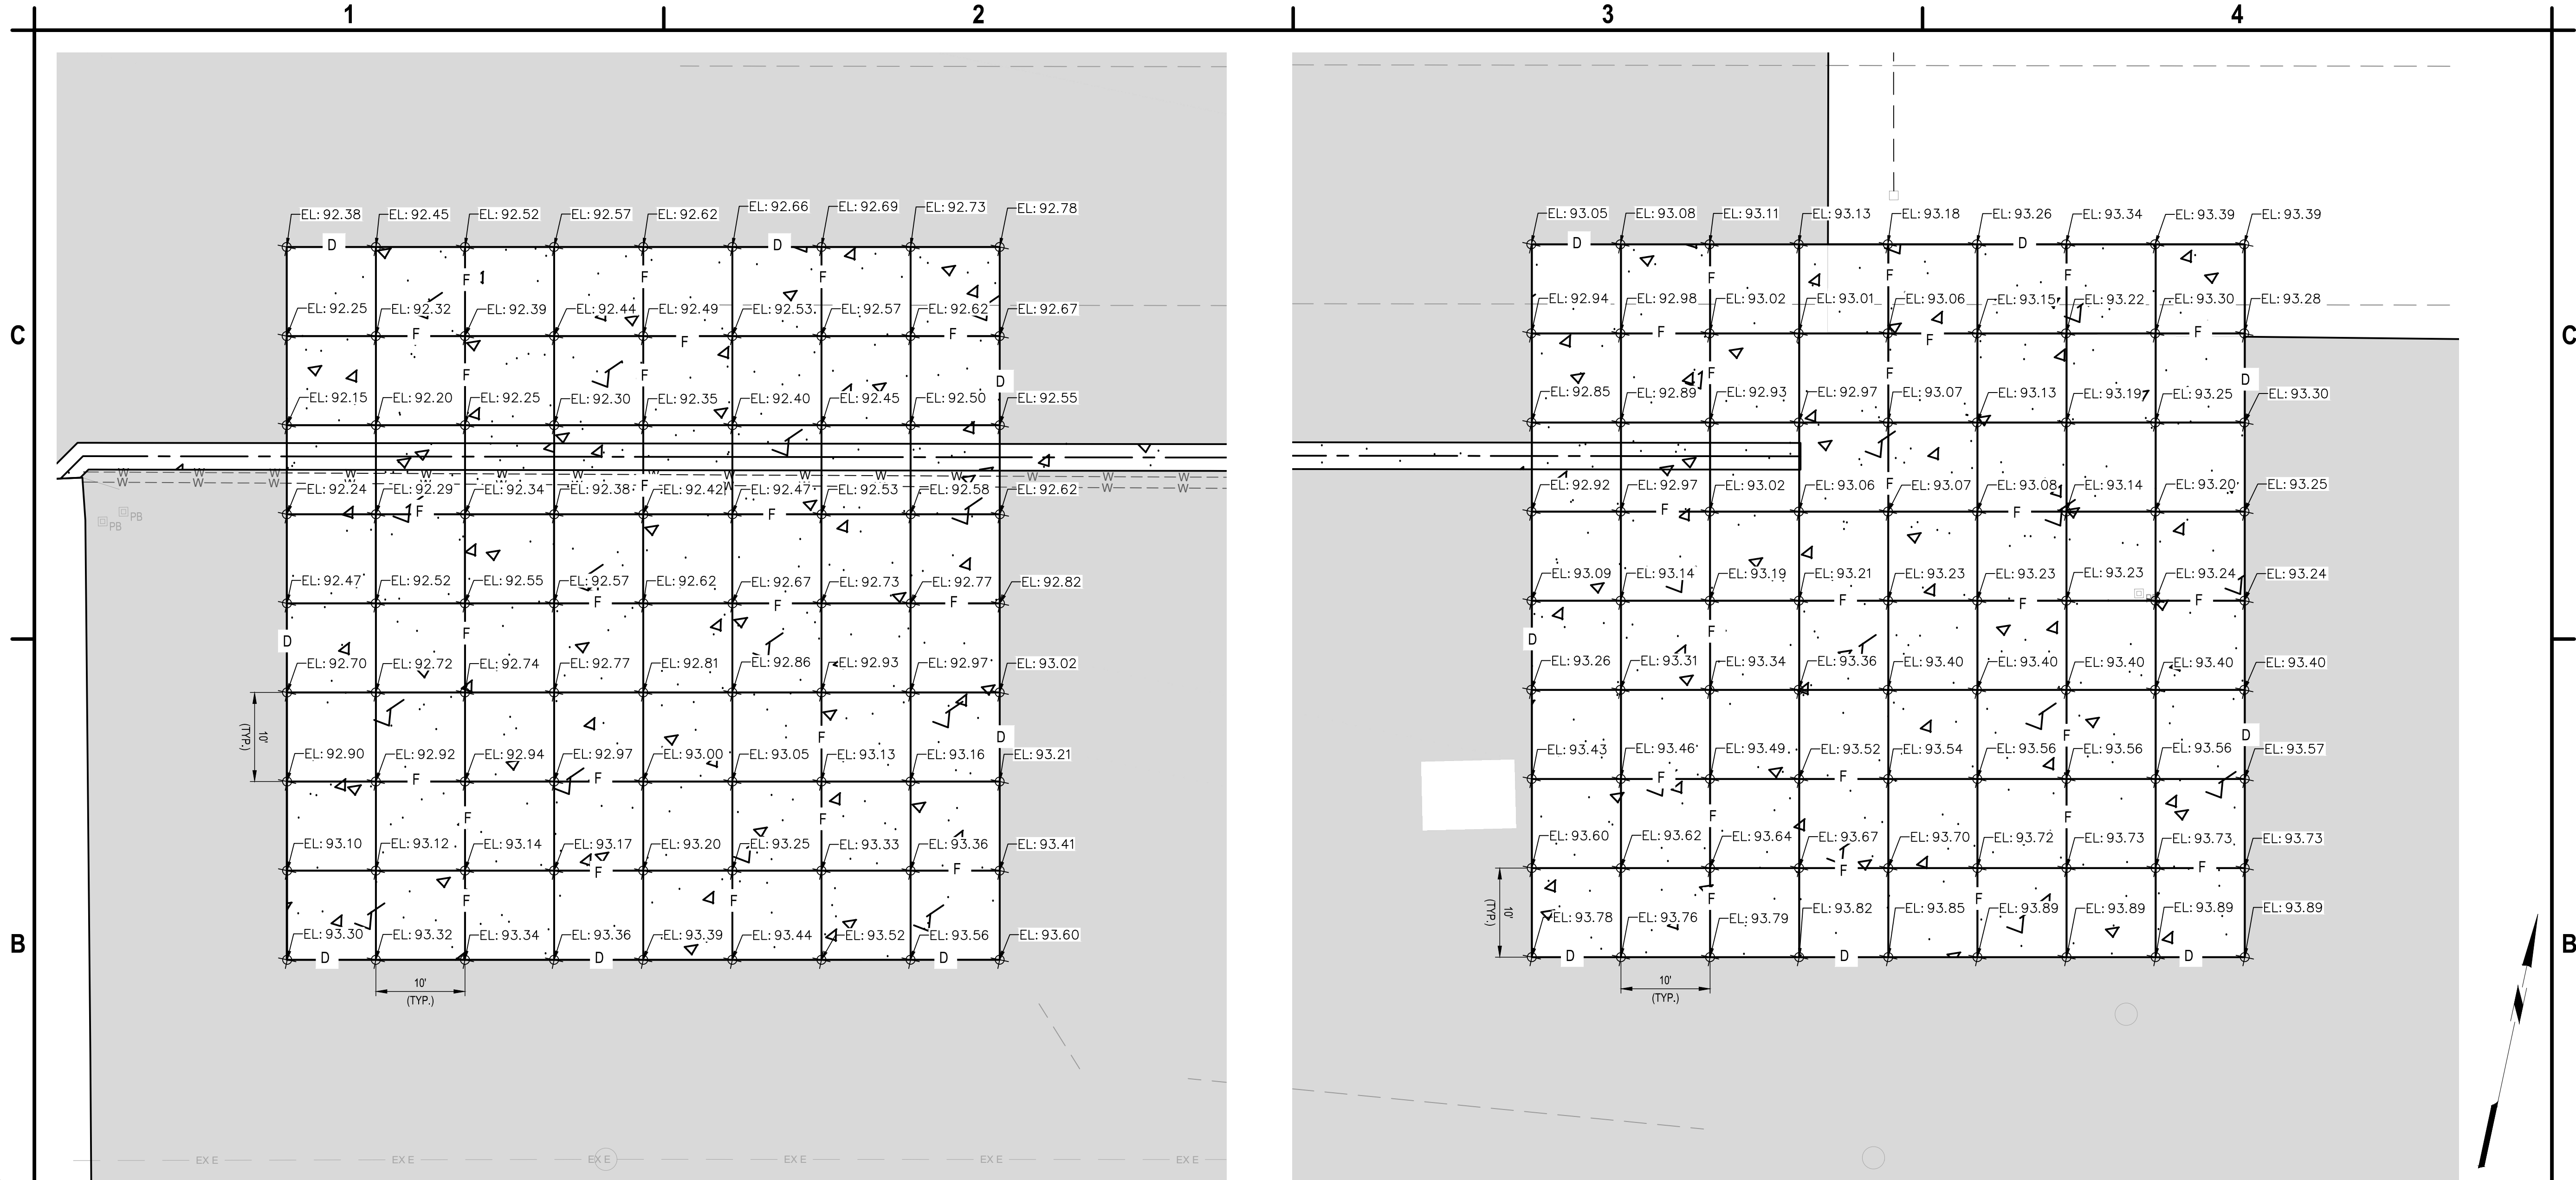 1 2 3 4
EL: 92.38 EL: 92.45 EL: 92.52 EL: 92.57 EL: 92.62 EL: 92.66 EL: 92.69 EL: 92.73 EL: 92.78
EL: 93.05 EL: 93.08 EL: 93.11 EL: 93.13 EL: 93.18 EL: 93.26 EL: 93.34 EL: 93.39 EL: 93.39
D D D D
F F F F F F
EL: 92.25 EL: 92.32 EL: 92.39 EL: 92.44 EL: 92.49 EL: 92.53 EL: 92.57 EL: 92.62 EL: 92.67
EL: 92.94 EL: 92.98 EL: 93.02 EL: 93.01 EL: 93.06 EL: 93.15 EL: 93.22 EL: 93.30 EL: 93.28
C F F F F F F C
F F D F F D
EL: 92.15 EL: 92.20 EL: 92.25 EL: 92.30 EL: 92.35 EL: 92.40 EL: 92.45 EL: 92.50 EL: 92.55
EL: 92.85 EL: 92.89 EL: 92.93 EL: 92.97 EL: 93.07 EL: 93.13 EL: 93.19 EL: 93.25 EL: 93.30
W W W W W W W W W W W W W W W
W W W W W W W W W W W W W W W
F F
EL: 92.24 EL: 92.29 EL: 92.34 EL: 92.38 EL: 92.42 EL: 92.47 EL: 92.53 EL: 92.58 EL: 92.62
EL: 92.92 EL: 92.97 EL: 93.02 EL: 93.06 EL: 93.07 EL: 93.08 EL: 93.14 EL: 93.20 EL: 93.25
PB
PB
F F F F
EL: 92.47 EL: 92.52 EL: 92.55 EL: 92.57 EL: 92.62 EL: 92.67 EL: 92.73 EL: 92.77 EL: 92.82
EL: 93.09 EL: 93.14 EL: 93.19 EL: 93.21 EL: 93.23 EL: 93.23 EL: 93.23 EL: 93.24 EL: 93.24
F F F F F F
D F D F
EL: 92.70 EL: 92.72 EL: 92.74 EL: 92.77 EL: 92.81 EL: 92.86 EL: 92.93 EL: 92.97 EL: 93.02
EL: 93.26 EL: 93.31 EL: 93.34 EL: 93.36 EL: 93.40 EL: 93.40 EL: 93.40 EL: 93.40 EL: 93.40
10'
(TYP.)
F D F D
EL: 92.90 EL: 92.92 EL: 92.94 EL: 92.97 EL: 93.00 EL: 93.05 EL: 93.13 EL: 93.16 EL: 93.21
EL: 93.43 EL: 93.46 EL: 93.49 EL: 93.52 EL: 93.54 EL: 93.56 EL: 93.56 EL: 93.56 EL: 93.57
F F F F
F F F F
EL: 93.10 EL: 93.12 EL: 93.14 EL: 93.17 EL: 93.20 EL: 93.25 EL: 93.33 EL: 93.36 EL: 93.41
EL: 93.60 EL: 93.62 EL: 93.64 EL: 93.67 EL: 93.70 EL: 93.72 EL: 93.73 EL: 93.73 EL: 93.73
F F F F
F F F F
10'
(TYP.)
EL: 93.30 EL: 93.32 EL: 93.34 EL: 93.36 EL: 93.39 EL: 93.44 EL: 93.52 EL: 93.56 EL: 93.60
EL: 93.78 EL: 93.76 EL: 93.79 EL: 93.82 EL: 93.85 EL: 93.89 EL: 93.89 EL: 93.89 EL: 93.89
B B
D D D D D D
10'
(TYP.)
10'
(TYP.)
EX E EX E EX E EX E EX E EX E